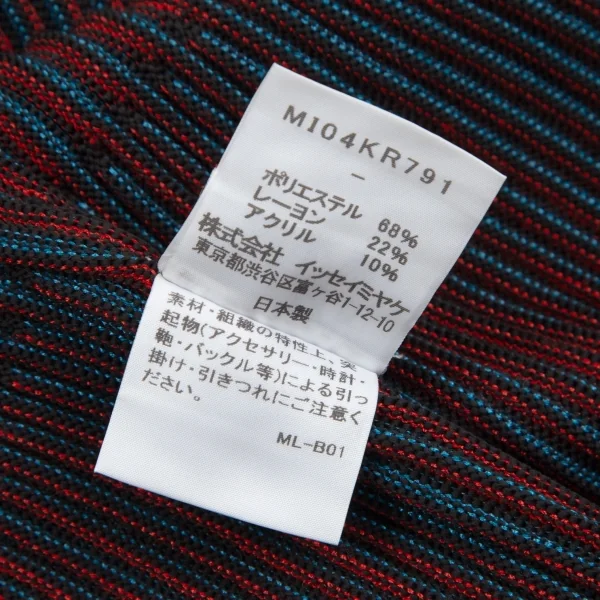 MI04KR791
–
ポリエステル 68%
レーヨン 22%
アクリル 10%
株式会社 イッセイミヤケ
東京都渋谷区富ヶ谷1-12-10
日本製
素材・組織の特性上、突
起物(アクセサリー・時計・
鞄・バックル等)による引っ
掛け・引きつれにご注意く
ださい。
ML-B01